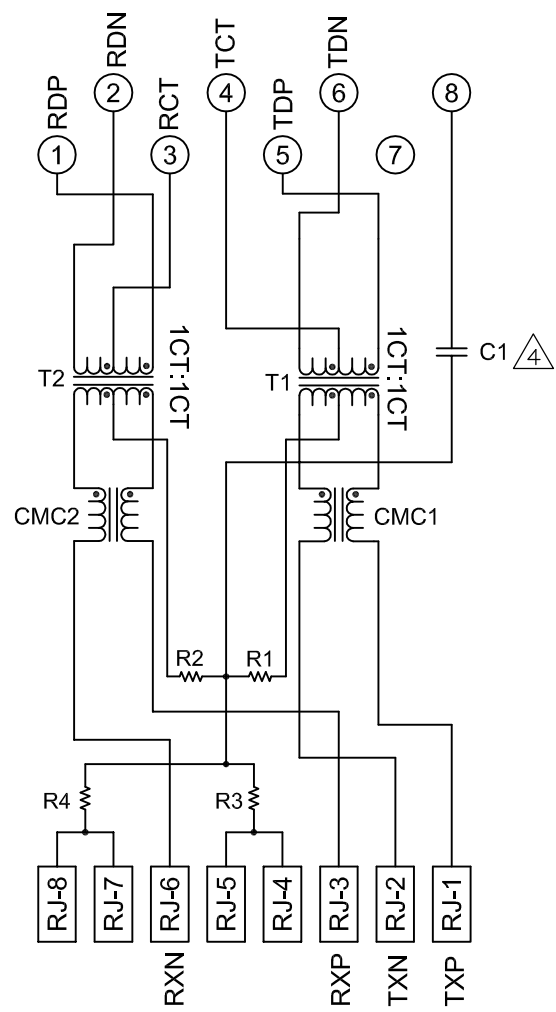 RDN
TCT
TDN
2
4
6
8
RDP
RCT
TDP
1
3
5
7
T2
1CT:1CT
T1
1CT:1CT
C1
4
CMC2
CMC1
R2
R1
R4
R3
RJ-8
RJ-7
RJ-6
RJ-5
RJ-4
RJ-3
RJ-2
RJ-1
RXN
RXP
TXN
TXP